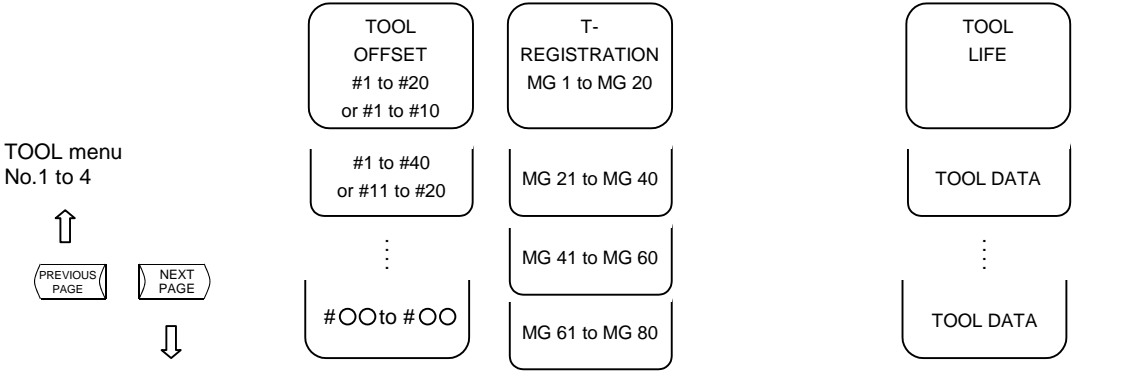 TOOL
OFFSET
#1 to #20
or #1 to #10
T-
REGISTRATION
MG 1 to MG 20
TOOL
LIFE
TOOL menu
No.1 to 4
#1 to #40
or #11 to #20
MG 21 to MG 40
TOOL DATA
PREVIOUS
PAGE
NEXT
PAGE
MG 41 to MG 60
#○○to #○○
MG 61 to MG 80
TOOL DATA